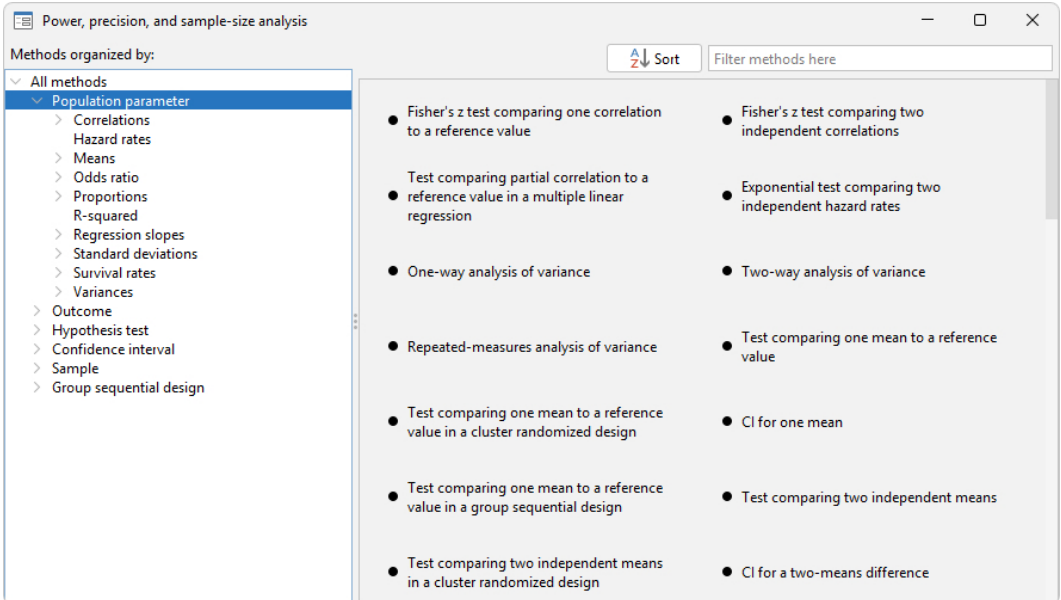 Power, precision, and sample-size analysis
Methods organized by:
Sort
Filter methods here
All methods
Population parameter
Correlations
Hazard rates
Means
Odds ratio
Proportions
R-squared
Regression slopes
Standard deviations
Survival rates
Variances
Outcome
Hypothesis test
Confidence interval
Sample
Group sequential design
Fisher's z test comparing one correlation
to a reference value
Fisher's z test comparing two
independent correlations
Test comparing partial correlation to a
reference value in a multiple linear
regression
Exponential test comparing two
independent hazard rates
One-way analysis of variance
Two-way analysis of variance
Repeated-measures analysis of variance
Test comparing one mean to a reference
value
Test comparing one mean to a reference
value in a cluster randomized design
CI for one mean
Test comparing one mean to a reference
value in a group sequential design
Test comparing two independent means
Test comparing two independent means
in a cluster randomized design
CI for a two-means difference